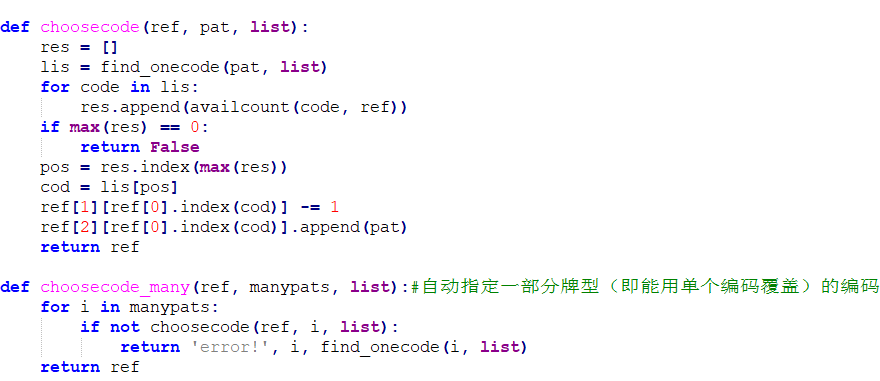 def choosecode(ref, pat, list):
    res = []
    lis = find_onecode(pat, list)
    for code in lis:
        res.append(availcount(code, ref))
    if max(res) == 0:
        return False
    pos = res.index(max(res))
    cod = lis[pos]
    ref[1][ref[0].index(cod)] -= 1
    ref[2][ref[0].index(cod)].append(pat)
    return ref

def choosecode_many(ref, manypats, list):#自动指定一部分牌型（即能用单个编码覆盖）的编码
    for i in manypats:
        if not choosecode(ref, i, list):
            return 'error!', i, find_onecode(i, list)
    return ref